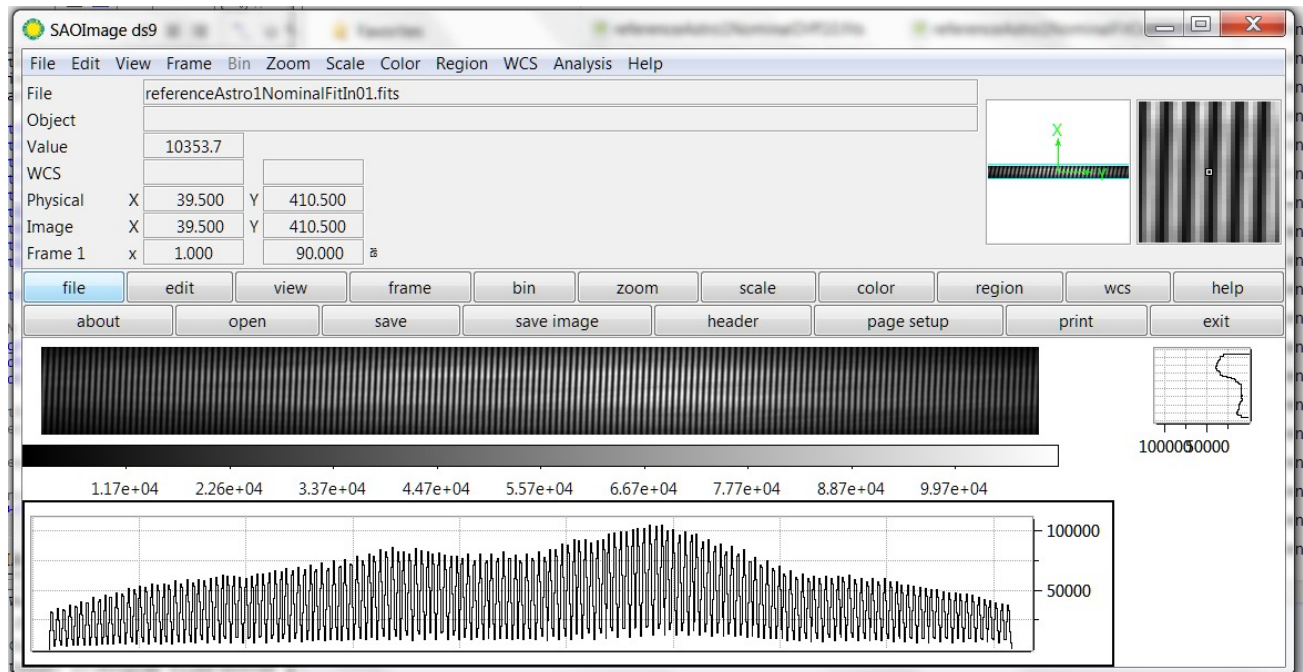 SAOImage ds9
File Edit View Frame Bin Zoom Scale Color Region WCS Analysis Help
File referenceAstro1NominalFitIn01.fits
Object
Value 10353.7
WCS
Physical X 39.500 Y 410.500
Image X 39.500 Y 410.500
Frame 1 x 1.000 90.000
X
Y
file edit view frame bin zoom scale color region wcs help
about open save save image header page setup print exit
100000 50000
1.17e+04 2.26e+04 3.37e+04 4.47e+04 5.57e+04 6.67e+04 7.77e+04 8.87e+04 9.97e+04
100000
50000